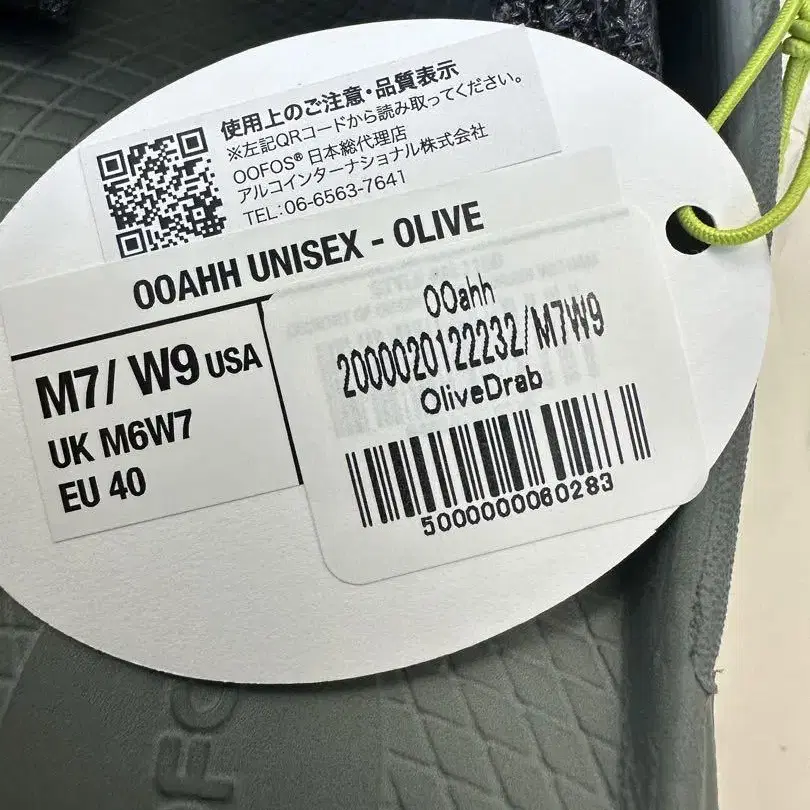 使用上のご注意・品質表示
※左記QRコードから読み取ってください。
OOFOS® 日本総代理店
アルコインターナショナル株式会社
TEL:06-6563-7641
OOAHH UNISEX - OLIVE
M7/ W9 USA
UK M6W7
EU 40
OOahh
2000020122232/M7W9
OliveDrab
5000000060283